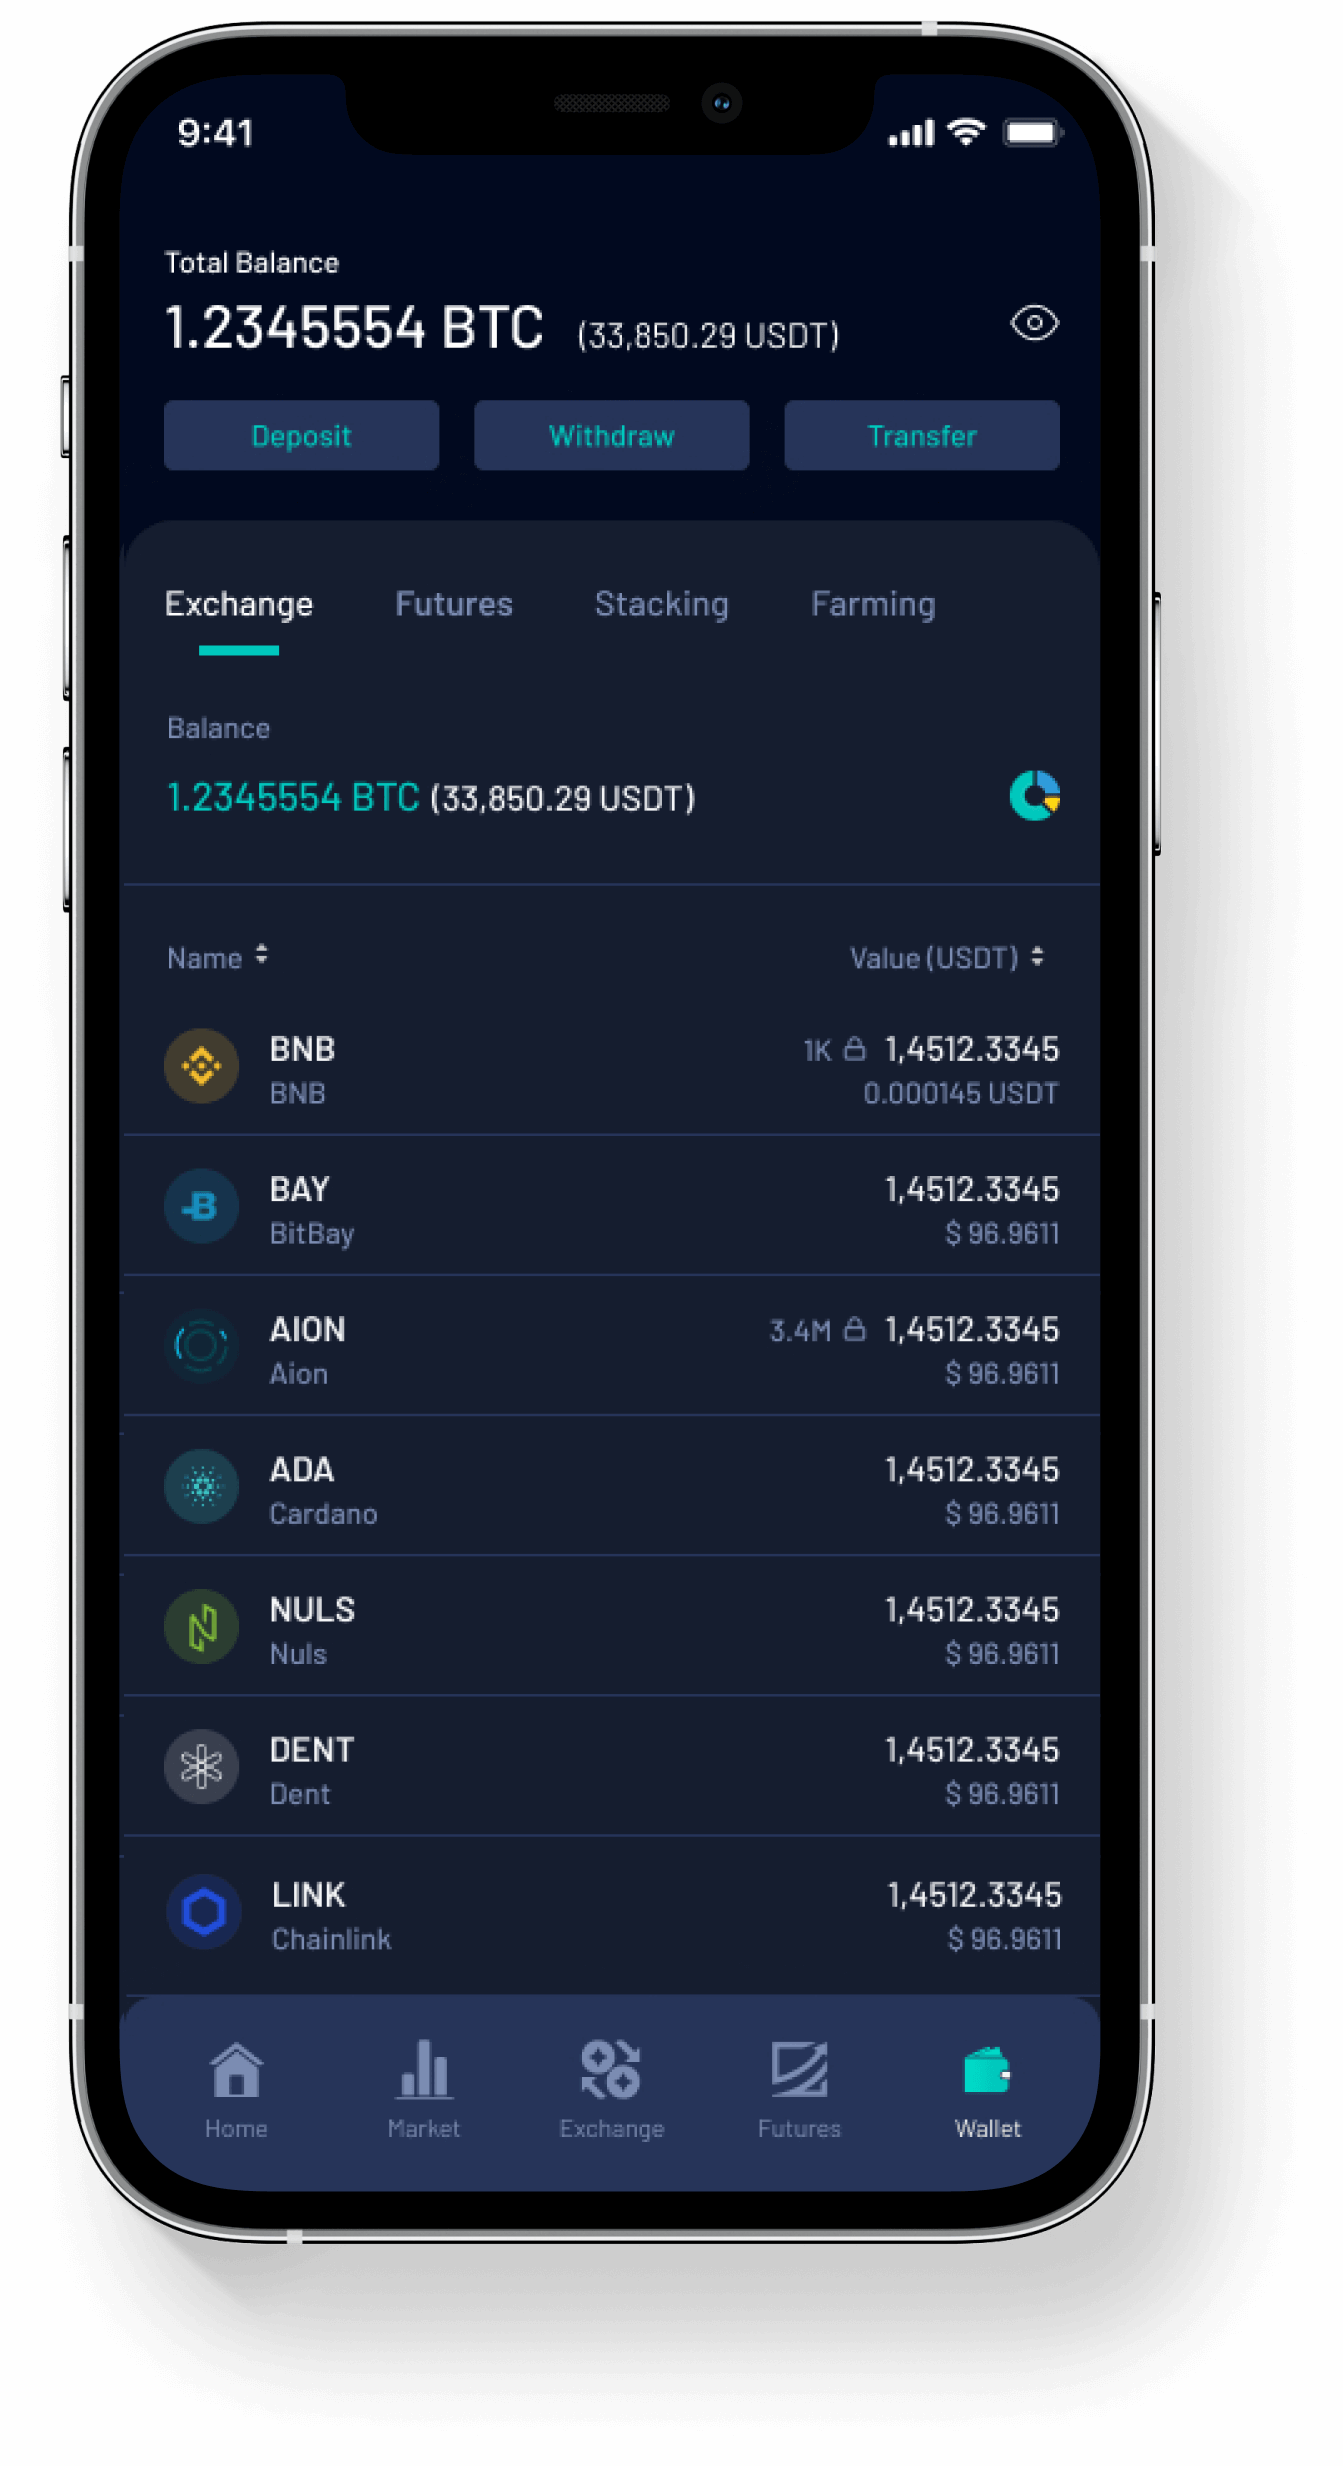 9:41
Total Balance
1.2345554 BTC (33,850.29 USDT)
Deposit Withdraw Transfer
Exchange Futures Stacking Farming
Balance
1.2345554 BTC (33,850.29 USDT)
Name Value (USDT)
BNB 1K 1,4512.3345
BNB 0.000145 USDT
BAY 1,4512.3345
BitBay $ 96.9611
AION 3.4M 1,4512.3345
Aion $ 96.9611
ADA 1,4512.3345
Cardano $ 96.9611
NULS 1,4512.3345
Nuls $ 96.9611
DENT 1,4512.3345
Dent $ 96.9611
LINK 1,4512.3345
Chainlink $ 96.9611
Home Market Exchange Futures Wallet